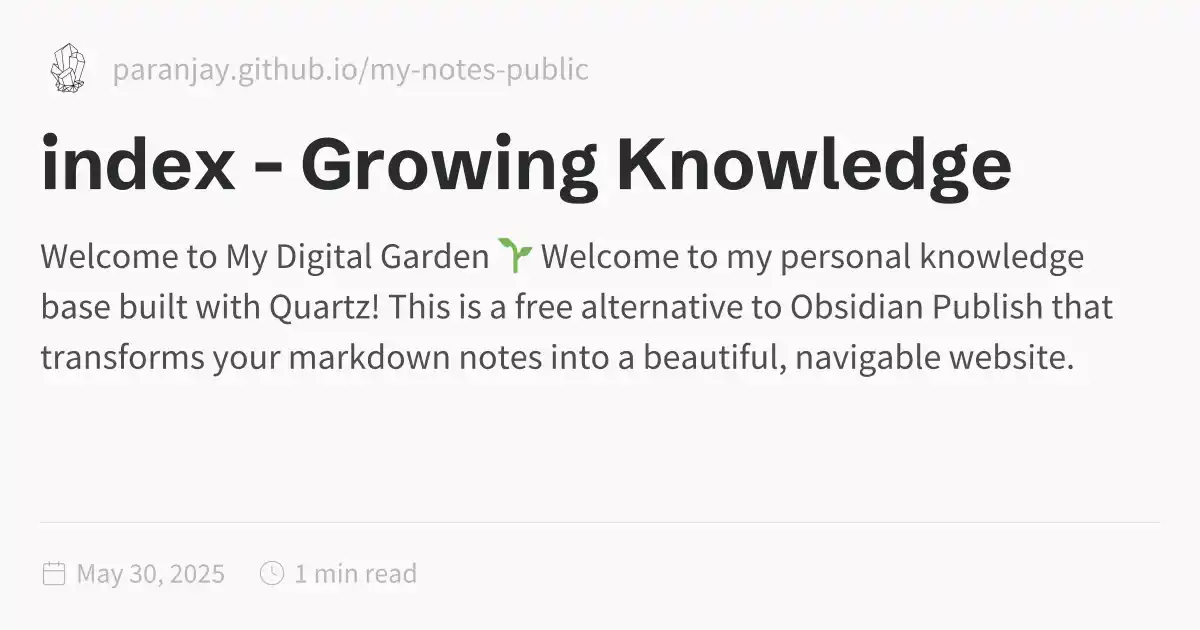 paranjay.github.io/my-notes-public
index - Growing Knowledge
Welcome to My Digital Garden 🌱 Welcome to my personal knowledge
base built with Quartz! This is a free alternative to Obsidian Publish that
transforms your markdown notes into a beautiful, navigable website.
May 30, 2025 1 min read